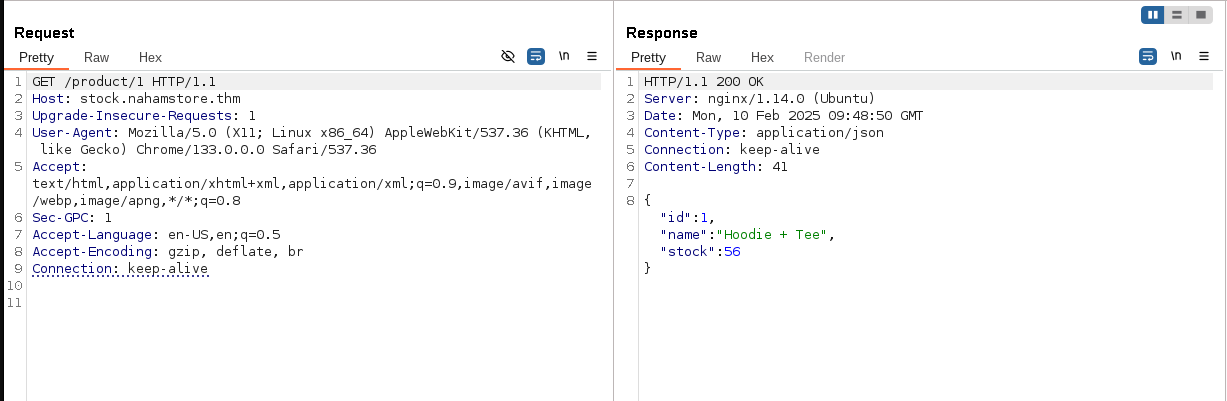 Request
Pretty Raw Hex \n
1 GET /product/1 HTTP/1.1
2 Host: stock.nahamstore.thm
3 Upgrade-Insecure-Requests: 1
4 User-Agent: Mozilla/5.0 (X11; Linux x86_64) AppleWebKit/537.36 (KHTML,
like Gecko) Chrome/133.0.0.0 Safari/537.36
5 Accept:
text/html,application/xhtml+xml,application/xml;q=0.9,image/avif,image
/webp,image/apng,*/*;q=0.8
6 Sec-GPC: 1
7 Accept-Language: en-US,en;q=0.5
8 Accept-Encoding: gzip, deflate, br
9 Connection: keep-alive
10
11
Response
Pretty Raw Hex Render \n
1 HTTP/1.1 200 OK
2 Server: nginx/1.14.0 (Ubuntu)
3 Date: Mon, 10 Feb 2025 09:48:50 GMT
4 Content-Type: application/json
5 Connection: keep-alive
6 Content-Length: 41
7
8 {
"id":1,
"name":"Hoodie + Tee",
"stock":56
}